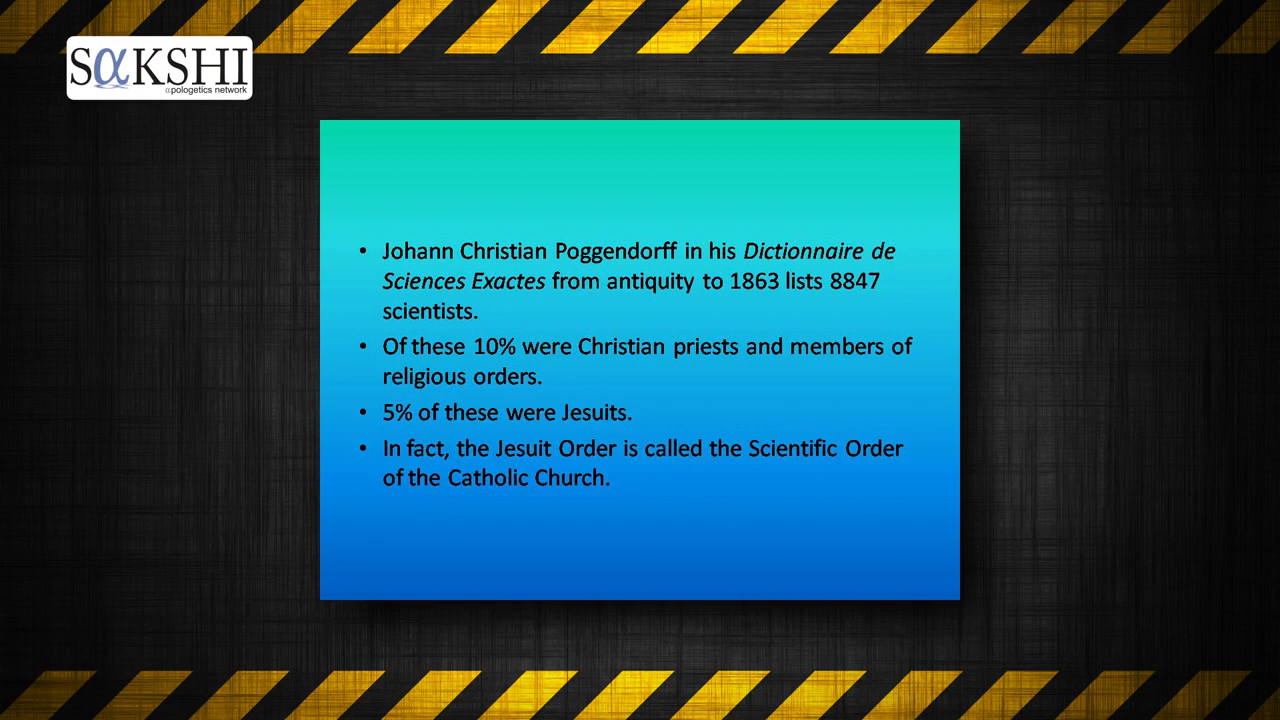 SαKSHI
αpologetics network
• Johann Christian Poggendorff in his Dictionnaire de
Sciences Exactes from antiquity to 1863 lists 8847
scientists.
• Of these 10% were Christian priests and members of
religious orders.
• 5% of these were Jesuits.
• In fact, the Jesuit Order is called the Scientific Order
of the Catholic Church.